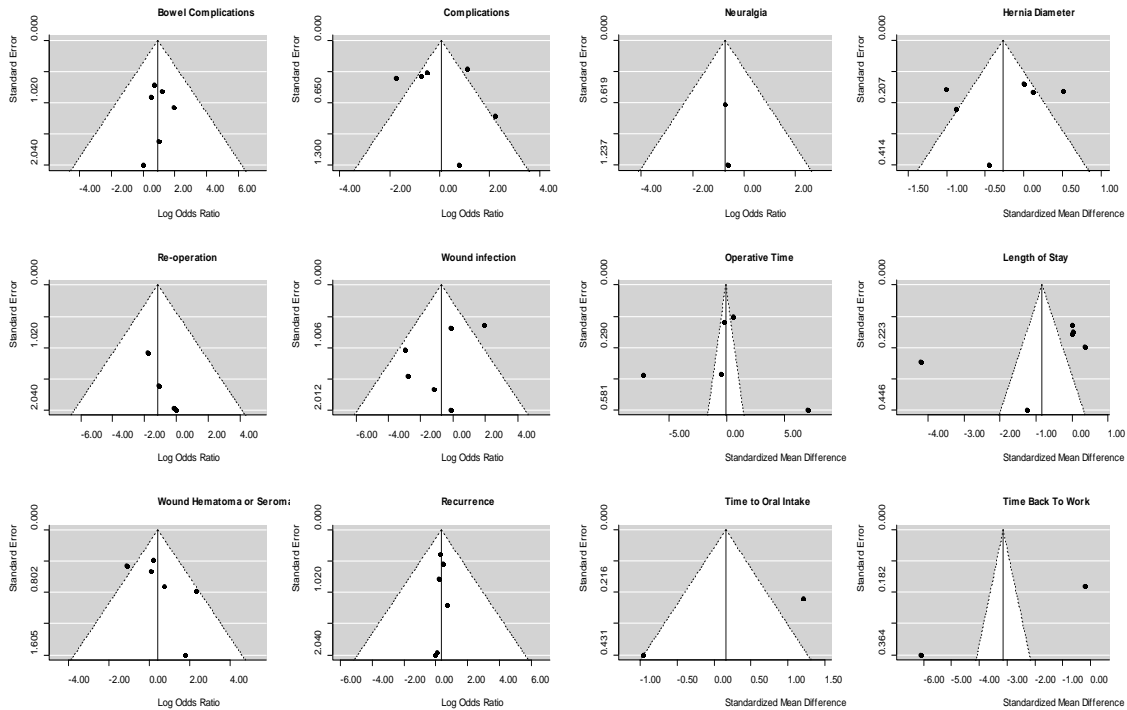 Bowel Complications
Standard Error
0.000
1.020
2.040
-4.00 0.00 2.00 6.00
Log Odds Ratio
Complications
Standard Error
0.000
0.650
1.300
-4.00 -2.00 0.00 2.00 4.00
Log Odds Ratio
Neuralgia
Standard Error
0.000
0.619
1.237
-4.00 -2.00 0.00 2.00
Log Odds Ratio
Hernia Diameter
Standard Error
0.000
0.207
0.414
-1.50 -1.00 -0.50 0.00 0.50 1.00
Standardized Mean Difference
Re-operation
Standard Error
0.000
1.020
2.040
-6.00 -4.00 -2.00 0.00 2.00 4.00
Log Odds Ratio
Wound infection
Standard Error
0.000
1.006
2.012
-6.00 -4.00 -2.00 0.00 2.00 4.00
Log Odds Ratio
Operative Time
Standard Error
0.000
0.290
0.581
-5.00 0.00 5.00
Standardized Mean Difference
Length of Stay
Standard Error
0.000
0.223
0.446
-4.00 -3.00 -2.00 -1.00 0.00 1.00
Standardized Mean Difference
Wound Hematoma or Seroma
Standard Error
0.000
0.802
1.605
-4.00 -2.00 0.00 2.00 4.00
Log Odds Ratio
Recurrence
Standard Error
0.000
1.020
2.040
-6.00 -4.00 -2.00 0.00 2.00 4.00 6.00
Log Odds Ratio
Time to Oral Intake
Standard Error
0.000
0.216
0.431
-1.00 -0.50 0.00 0.50 1.00 1.50
Standardized Mean Difference
Time Back To Work
Standard Error
0.000
0.182
0.364
-6.00 -5.00 -4.00 -3.00 -2.00 0.00
Standardized Mean Difference